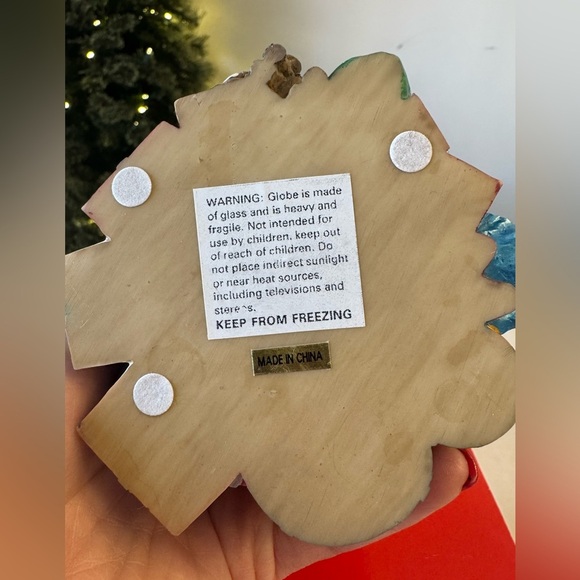 WARNING: Globe is made
of glass and is heavy and
fragile. Not intended for
use by children, keep out
of reach of children. Do
not place indirect sunlight
or near heat sources,
including televisions and
stereos.
KEEP FROM FREEZING
MADE IN CHINA